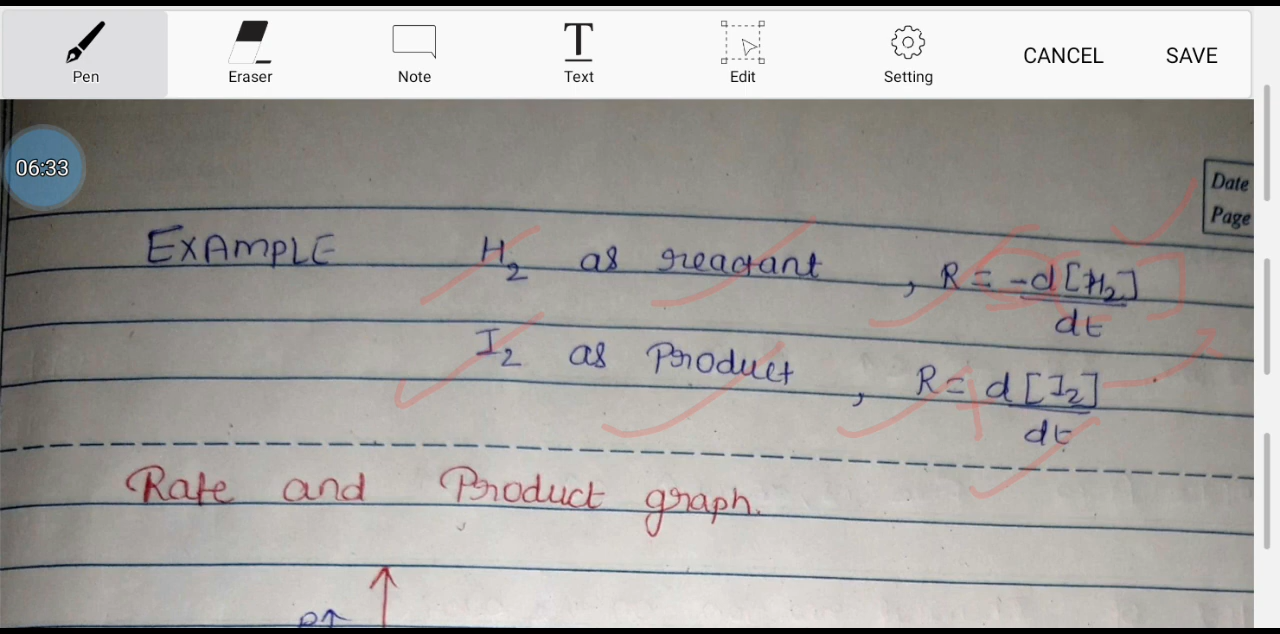 Pen Eraser Note Text Edit Setting CANCEL SAVE
06:33
Date
Page
EXAMPLE H₂ as reactant , R = -d[H₂]
dt
I₂ as Product , R = d[I₂]
dt
Rate and Product graph.
R↑